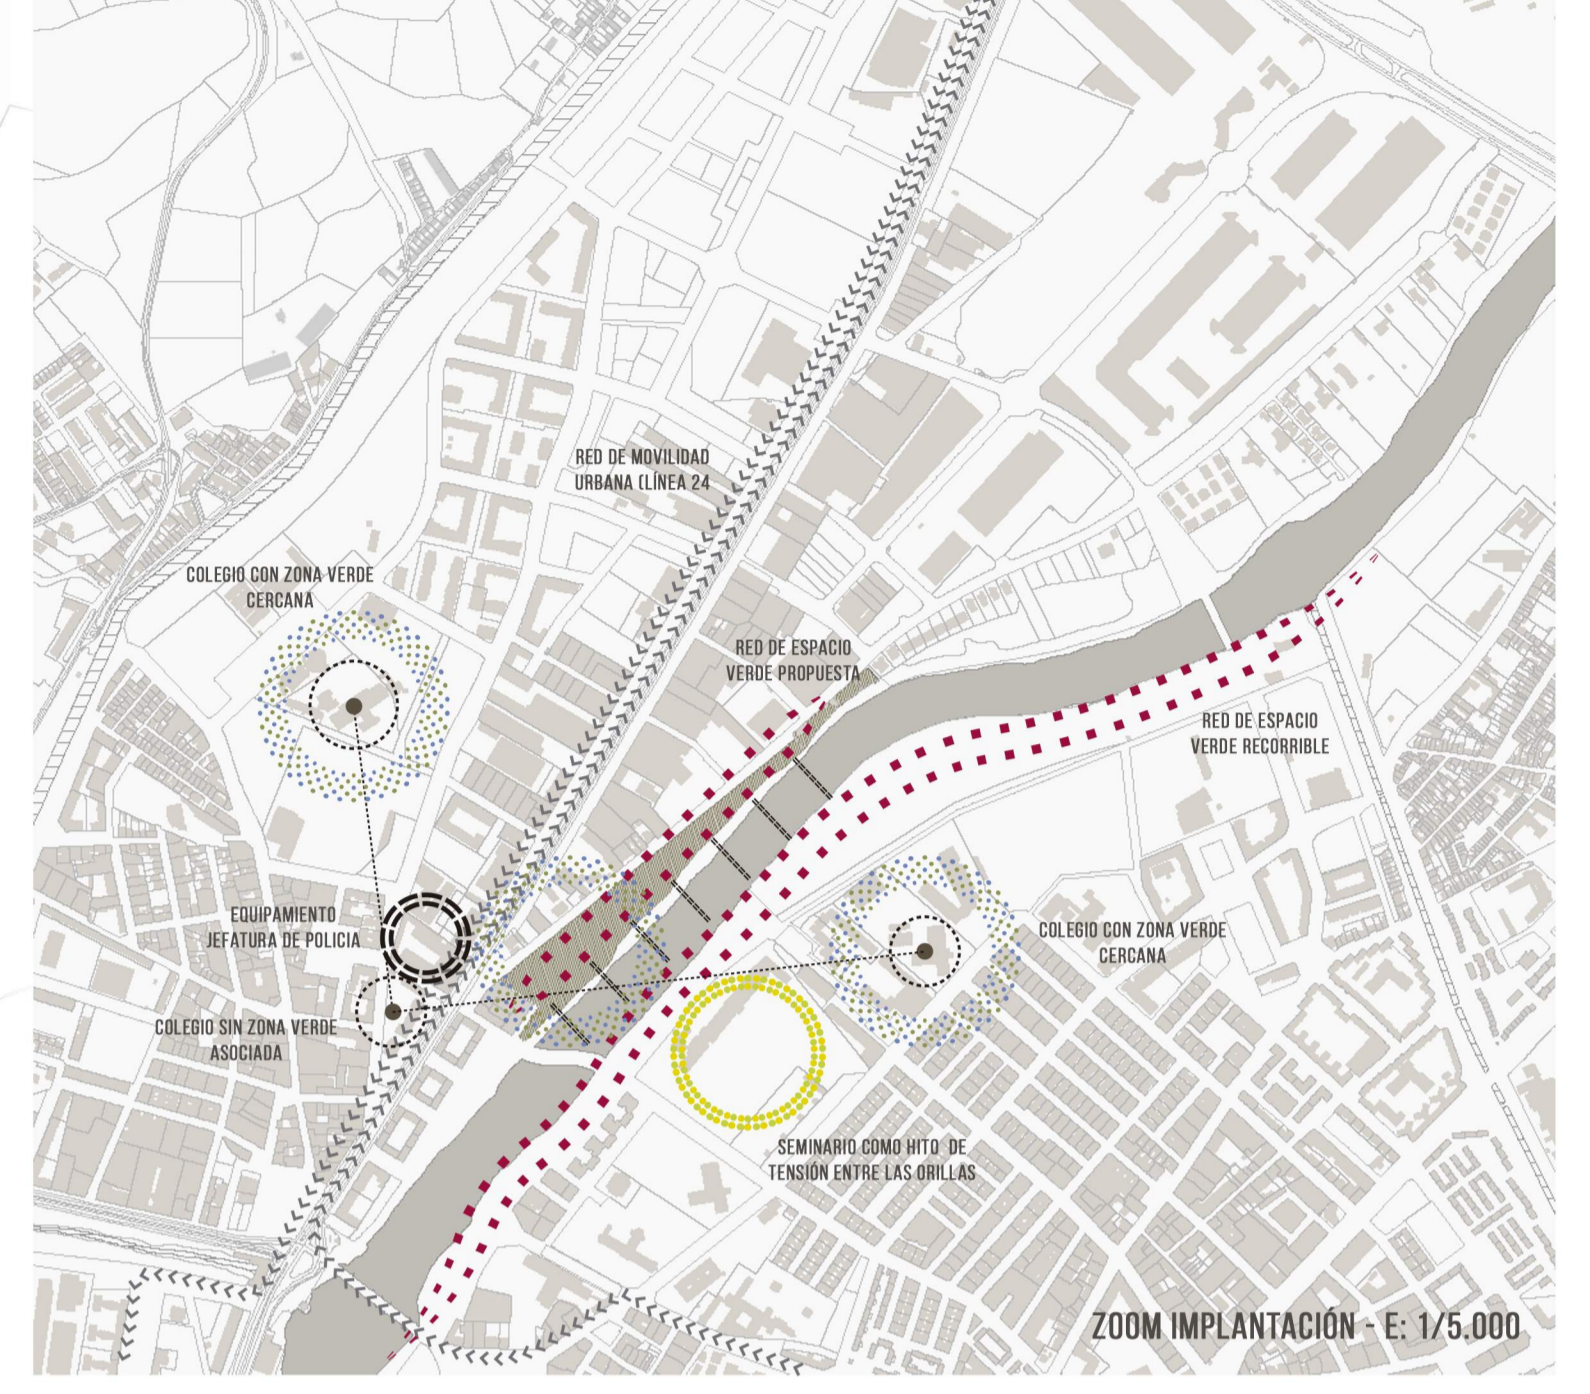 RED DE MOVILIDAD
URBANA (LÍNEA 24
COLEGIO CON ZONA VERDE
CERCANA
RED DE ESPACIO
VERDE PROPUESTA
RED DE ESPACIO
VERDE RECORRIBLE
EQUIPAMIENTO
JEFATURA DE POLICIA
COLEGIO CON ZONA VERDE
CERCANA
COLEGIO SIN ZONA VERDE
ASOCIADA
SEMINARIO COMO HITO DE
TENSIÓN ENTRE LAS ORILLAS
ZOOM IMPLANTACIÓN - E: 1/5.000